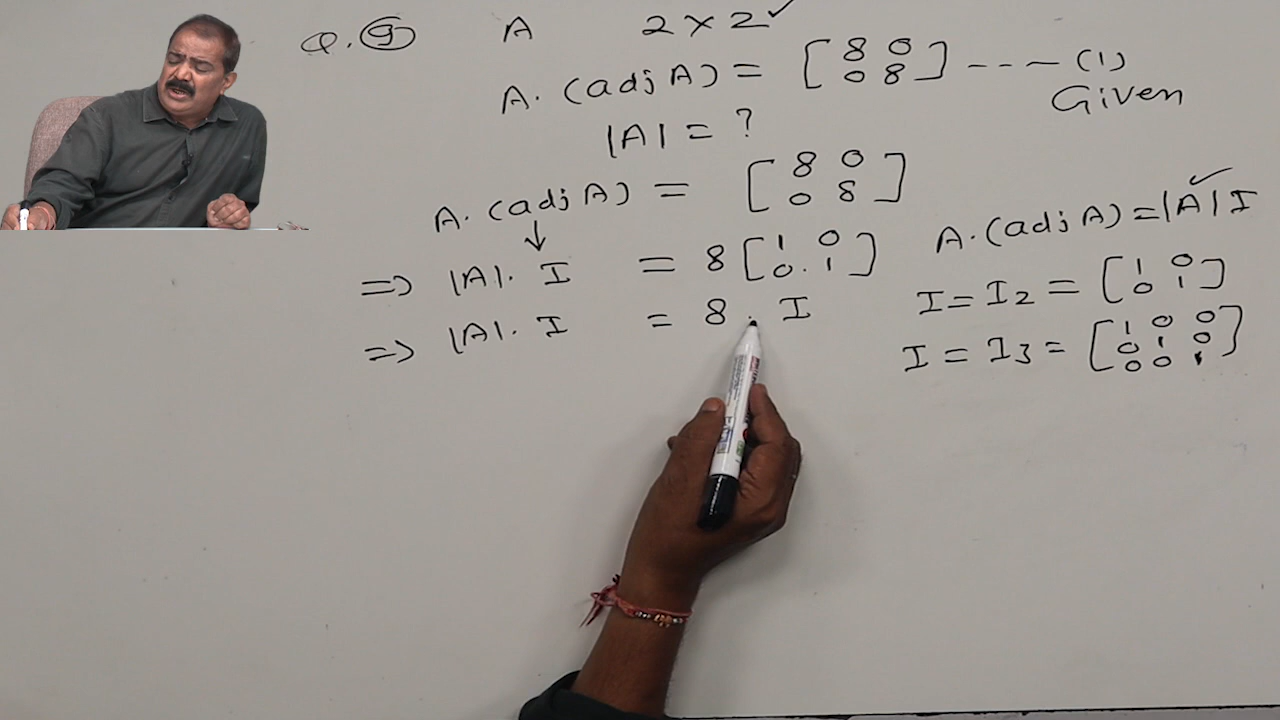 Q. 9 A 2 × 2 ✓
A. (adj A) = [8 0
0 8] - - - - (1)
Given
|A| = ?
A. (adj A) = [8 0
0 8]
A. (adj A) = |A| I ✓
⇒ |A|. I = 8 [1 0
0. 1]
I = I2 = [1 0
0 1]
⇒ |A|. I = 8 . I
I = I3 = [1 0 0
0 1 0
0 0 1]